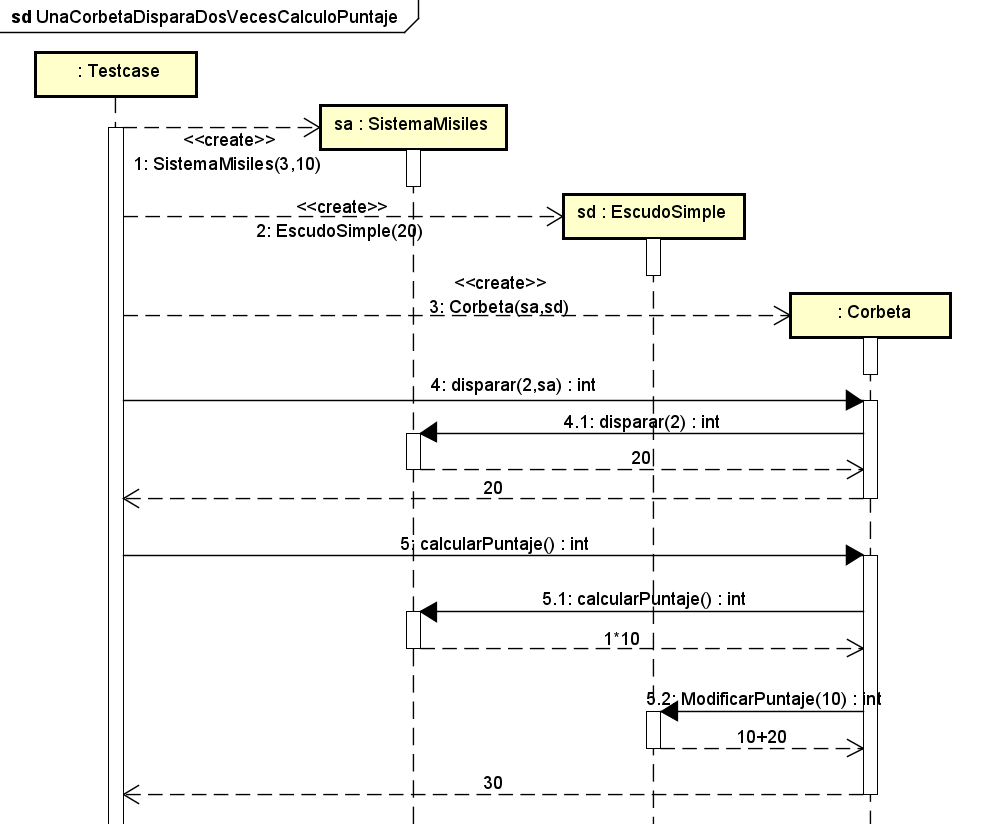 sd UnaCorbetaDisparaDosVecesCalculoPuntaje
: Testcase
sa : SistemaMisiles
<<create>>
1: SistemaMisiles(3,10)
sd : EscudoSimple
<<create>>
2: EscudoSimple(20)
<<create>>
3: Corbeta(sa,sd)
: Corbeta
4: disparar(2,sa) : int
4.1: disparar(2) : int
20
20
5: calcularPuntaje() : int
5.1: calcularPuntaje() : int
1*10
5.2: ModificarPuntaje(10) : int
10+20
30